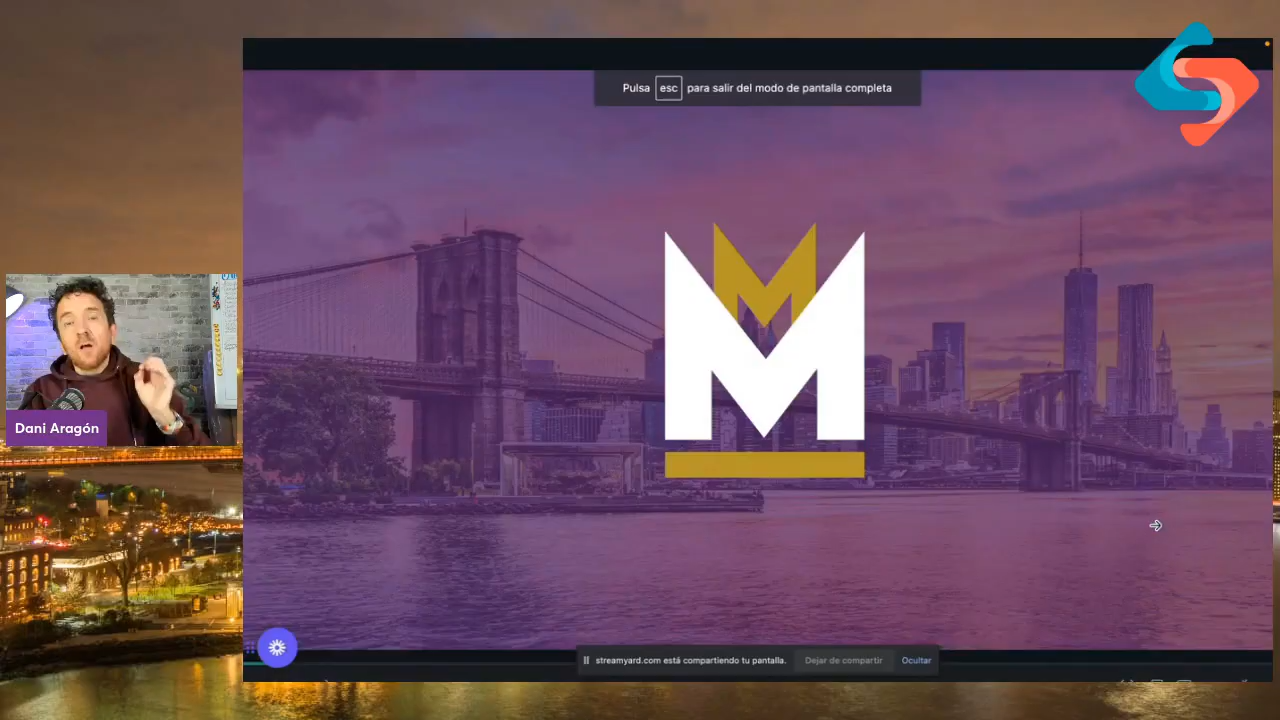 Pulsa esc para salir del modo de pantalla completa
Dani Aragón
streamyard.com está compartiendo tu pantalla. Dejar de compartir Ocultar